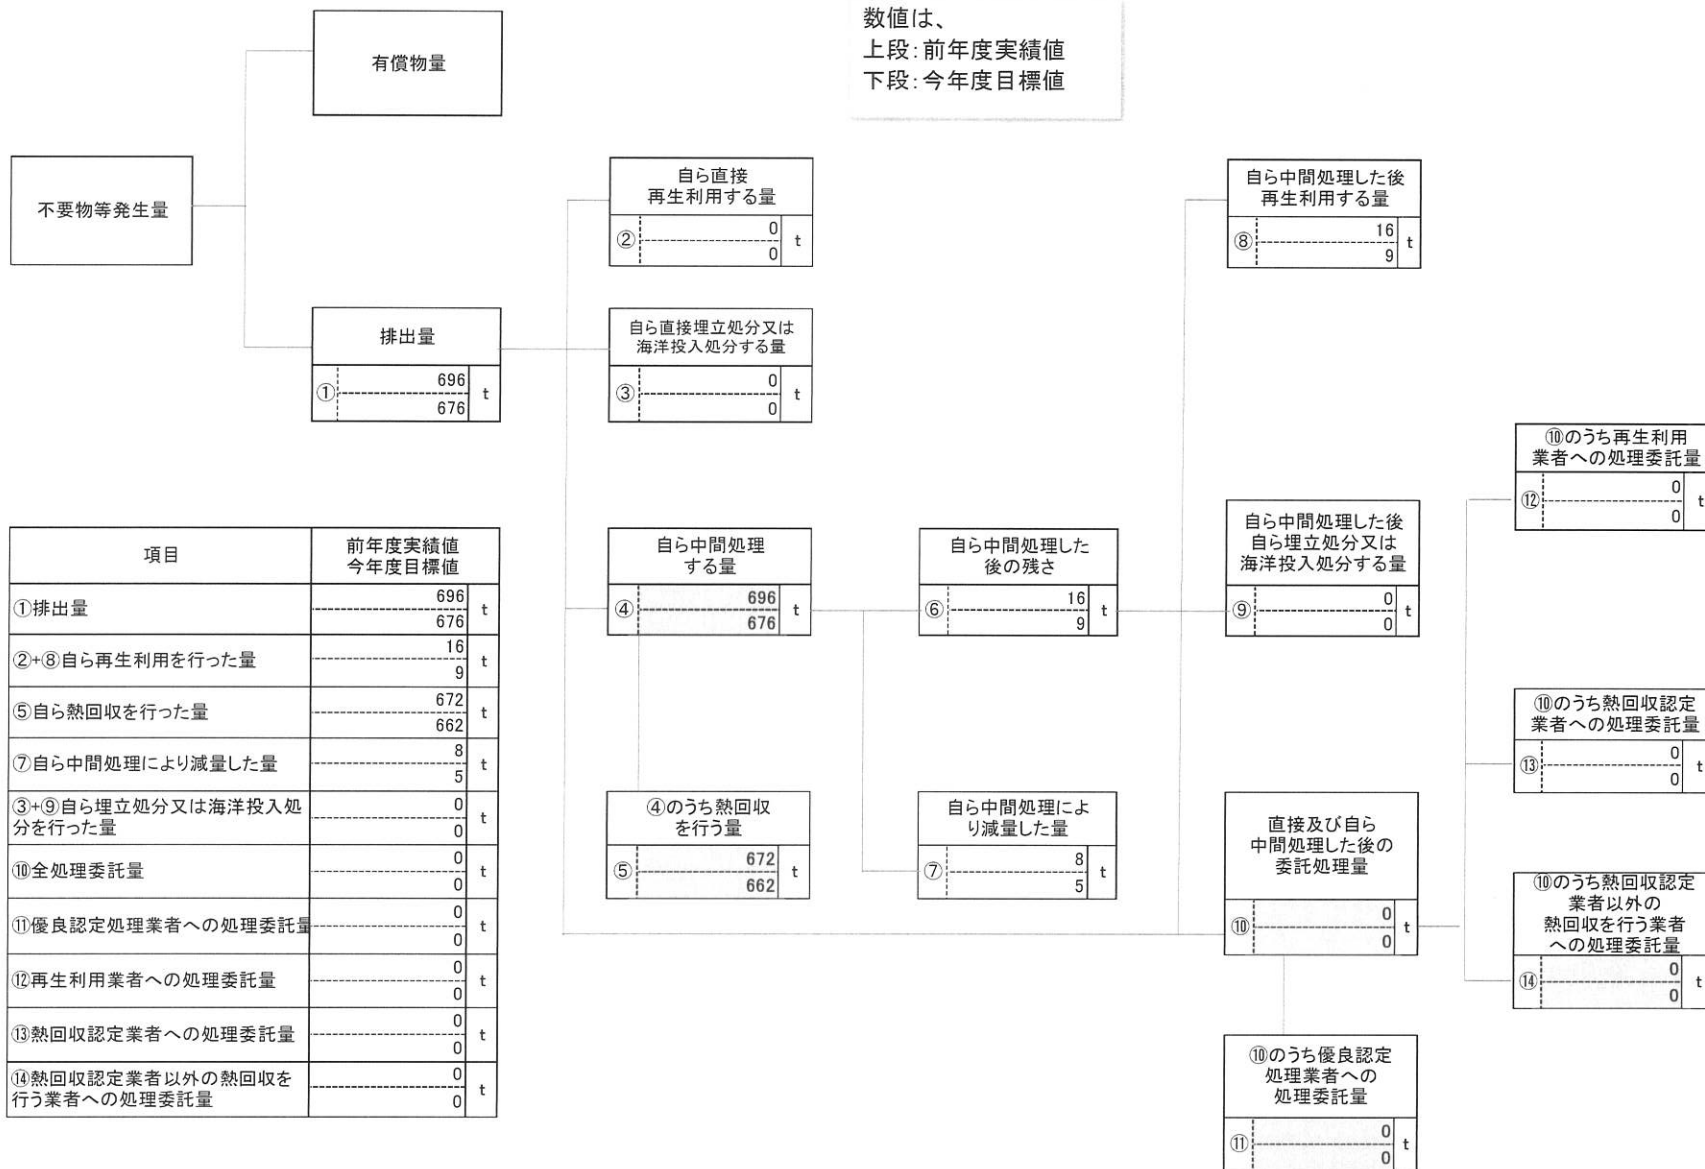 数値は、
上段:前年度実績値
下段:今年度目標値
有償物量
不要物等発生量
排出量
①
696
676
t
自ら直接
再生利用する量
②
0
0
t
自ら直接埋立処分又は
海洋投入処分する量
③
0
0
t
自ら中間処理
する量
④
696
676
t
④のうち熱回収
を行う量
⑤
672
662
t
自ら中間処理した
後の残さ
⑥
16
9
t
自ら中間処理によ
り減量した量
⑦
8
5
t
自ら中間処理した後
再生利用する量
⑧
16
9
t
自ら中間処理した後
自ら埋立処分又は
海洋投入処分する量
⑨
0
0
t
直接及び自ら
中間処理した後の
委託処理量
⑩
0
0
t
⑩のうち優良認定
処理業者への
処理委託量
⑪
0
0
t
⑩のうち再生利用
業者への処理委託量
⑫
0
0
t
⑩のうち熱回収認定
業者への処理委託量
⑬
0
0
t
⑩のうち熱回収認定
業者以外の
熱回収を行う業者
への処理委託量
⑭
0
0
t
項目
前年度実績値
今年度目標値
①排出量
696
676
t
②+⑧自ら再生利用を行った量
16
9
t
⑤自ら熱回収を行った量
672
662
t
⑦自ら中間処理により減量した量
8
5
t
③+⑨自ら埋立処分又は海洋投入処
分を行った量
0
0
t
⑩全処理委託量
0
0
t
⑪優良認定処理業者への処理委託量
0
0
t
⑫再生利用業者への処理委託量
0
0
t
⑬熱回収認定業者への処理委託量
0
0
t
⑭熱回収認定業者以外の熱回収を
行う業者への処理委託量
0
0
t